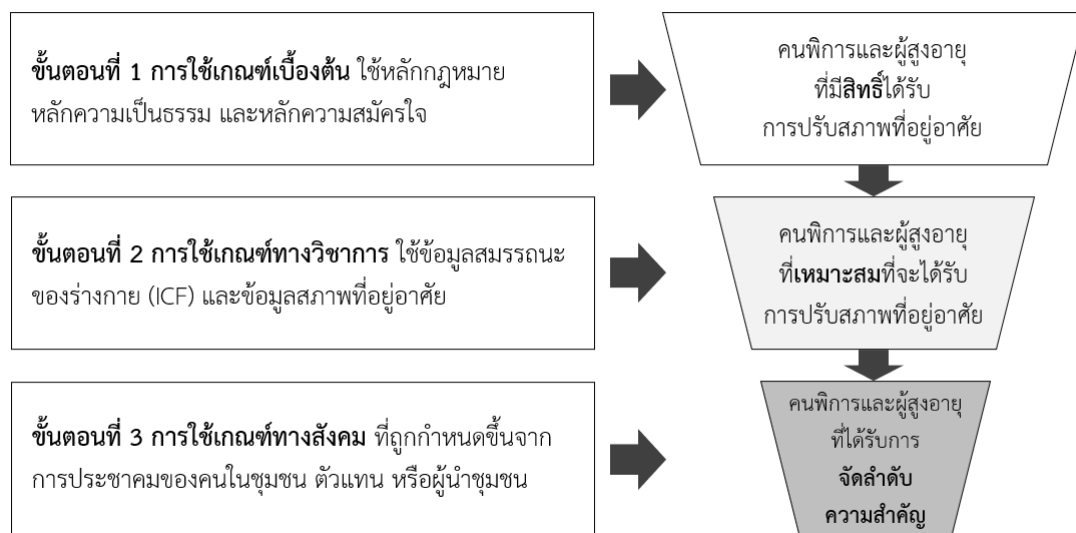 ขั้นตอนที่ 1 การใช้เกณฑ์เบื้องต้น ใช้หลักกฎหมาย
หลักความเป็นธรรม และหลักความสมัครใจ
คนพิการและผู้สูงอายุ
ที่มีสิทธิ์ได้รับ
การปรับสภาพที่อยู่อาศัย
ขั้นตอนที่ 2 การใช้เกณฑ์ทางวิชาการ ใช้ข้อมูลสมรรถนะ
ของร่างกาย (ICF) และข้อมูลสภาพที่อยู่อาศัย
คนพิการและผู้สูงอายุ
ที่เหมาะสมที่จะได้รับ
การปรับสภาพที่อยู่อาศัย
ขั้นตอนที่ 3 การใช้เกณฑ์ทางสังคม ที่ถูกกำหนดขึ้นจาก
การประชาคมของคนในชุมชน ตัวแทน หรือผู้นำชุมชน
คนพิการและผู้สูงอายุ
ที่ได้รับการ
จัดลำดับ
ความสำคัญ